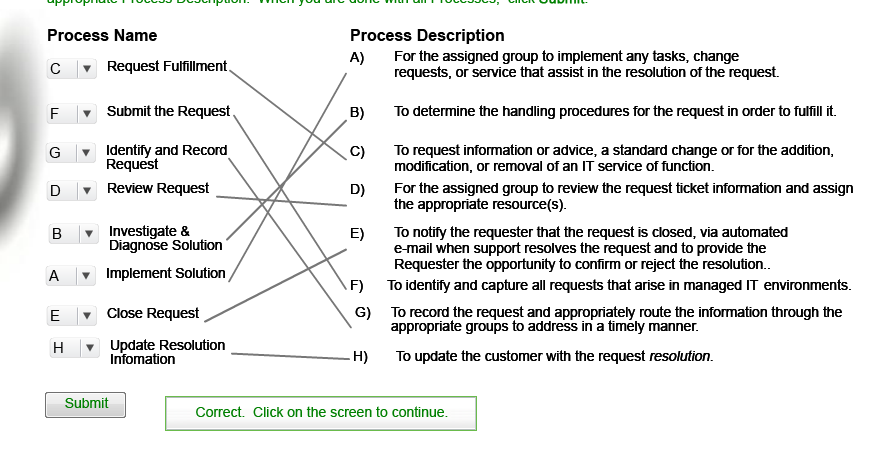 appropriate Process Description. When you are done with all Processes, click Submit.
Process Name
Process Description
C Request Fulfillment
F Submit the Request
G Identify and Record
Request
D Review Request
B Investigate &
Diagnose Solution
A Implement Solution
E Close Request
H Update Resolution
Infomation
A) For the assigned group to implement any tasks, change
requests, or service that assist in the resolution of the request.
B) To determine the handling procedures for the request in order to fulfill it.
C) To request information or advice, a standard change or for the addition,
modification, or removal of an IT service of function.
D) For the assigned group to review the request ticket information and assign
the appropriate resource(s).
E) To notify the requester that the request is closed, via automated
e-mail when support resolves the request and to provide the
Requester the opportunity to confirm or reject the resolution..
F) To identify and capture all requests that arise in managed IT environments.
G) To record the request and appropriately route the information through the
appropriate groups to address in a timely manner.
H) To update the customer with the request resolution.
Submit
Correct. Click on the screen to continue.